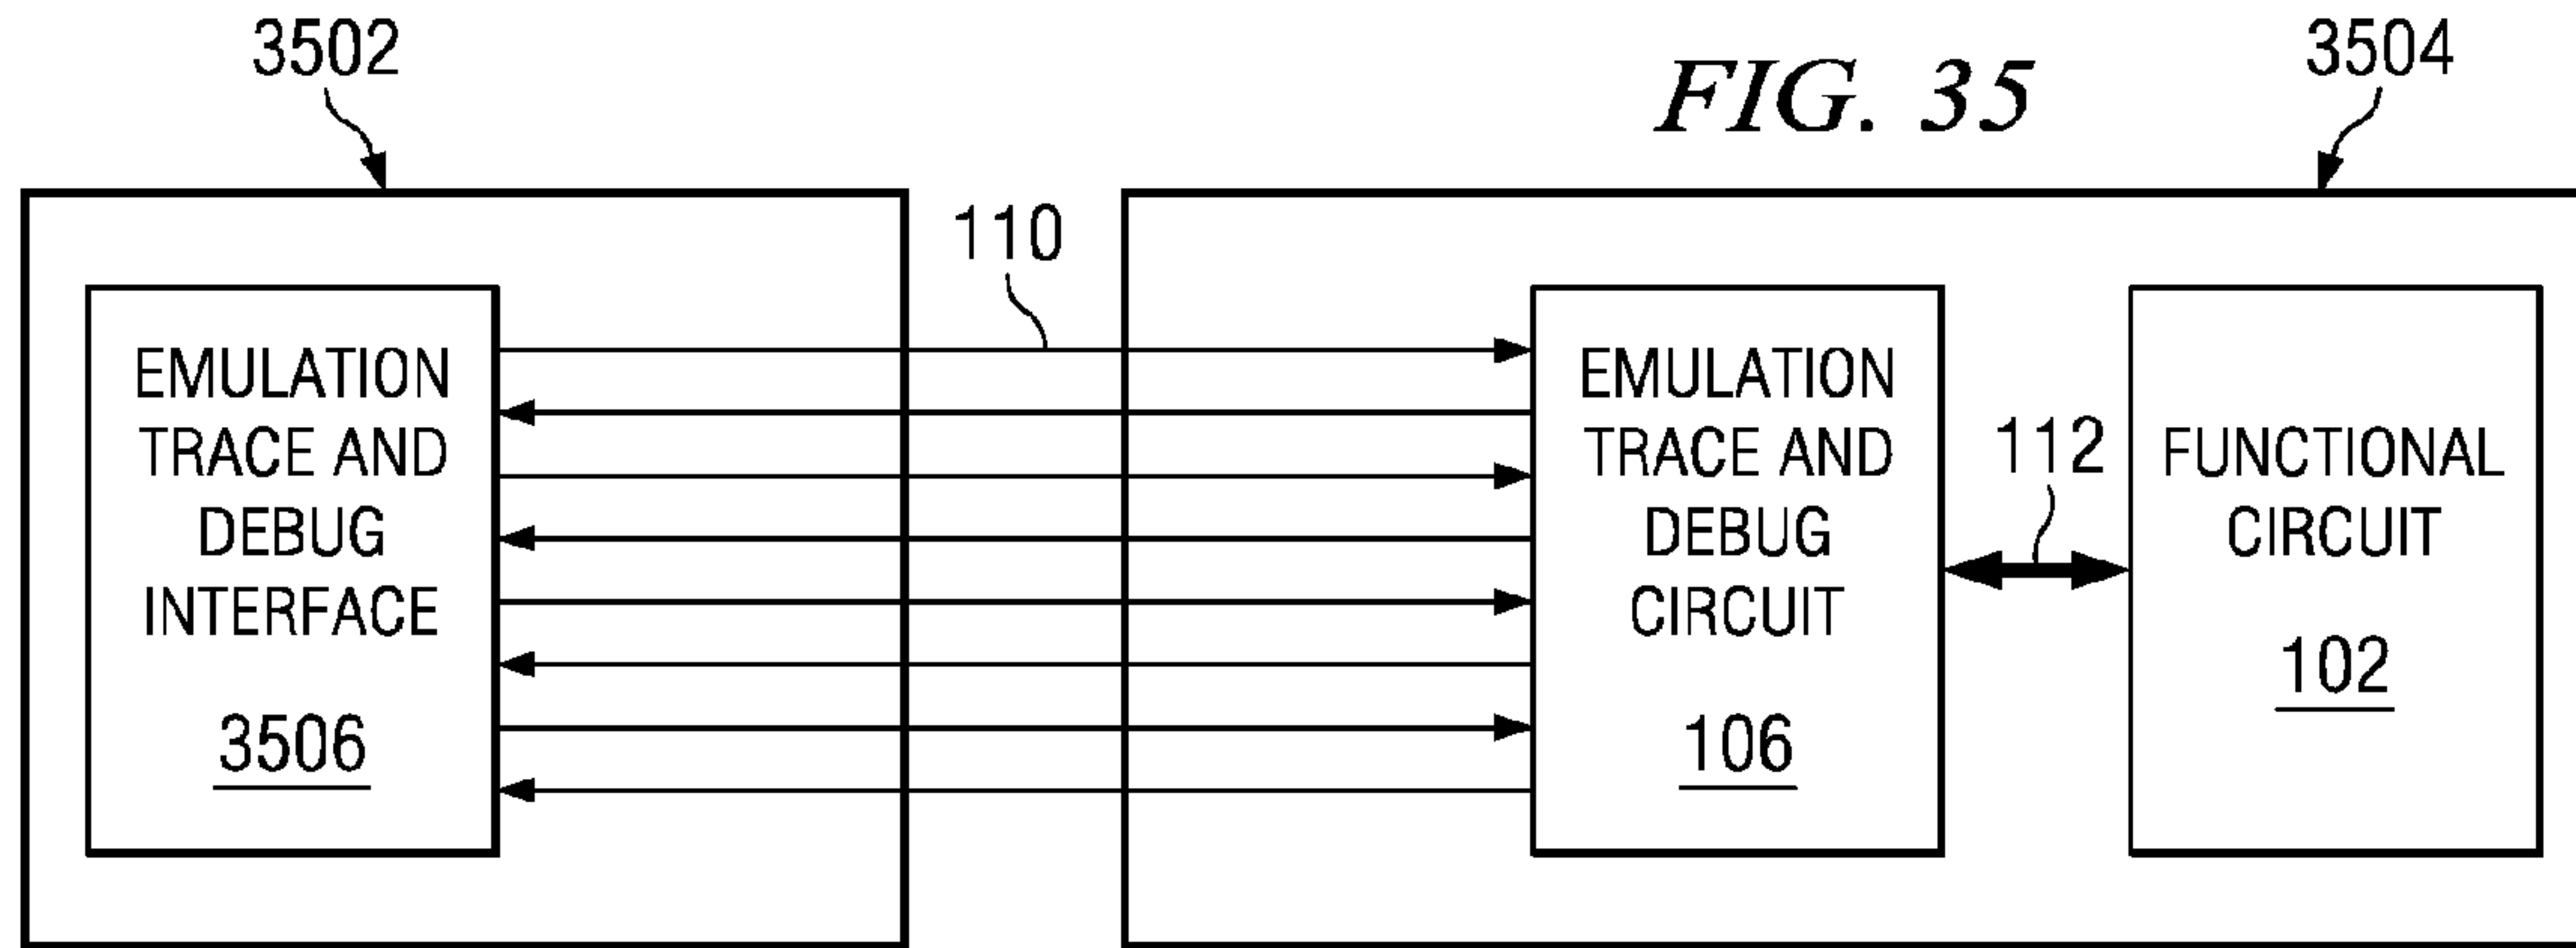 3502
FIG. 35
3504
110
EMULATION
TRACE AND
DEBUG
INTERFACE
3506
EMULATION
TRACE AND
DEBUG
CIRCUIT
106
112
FUNCTIONAL
CIRCUIT
102